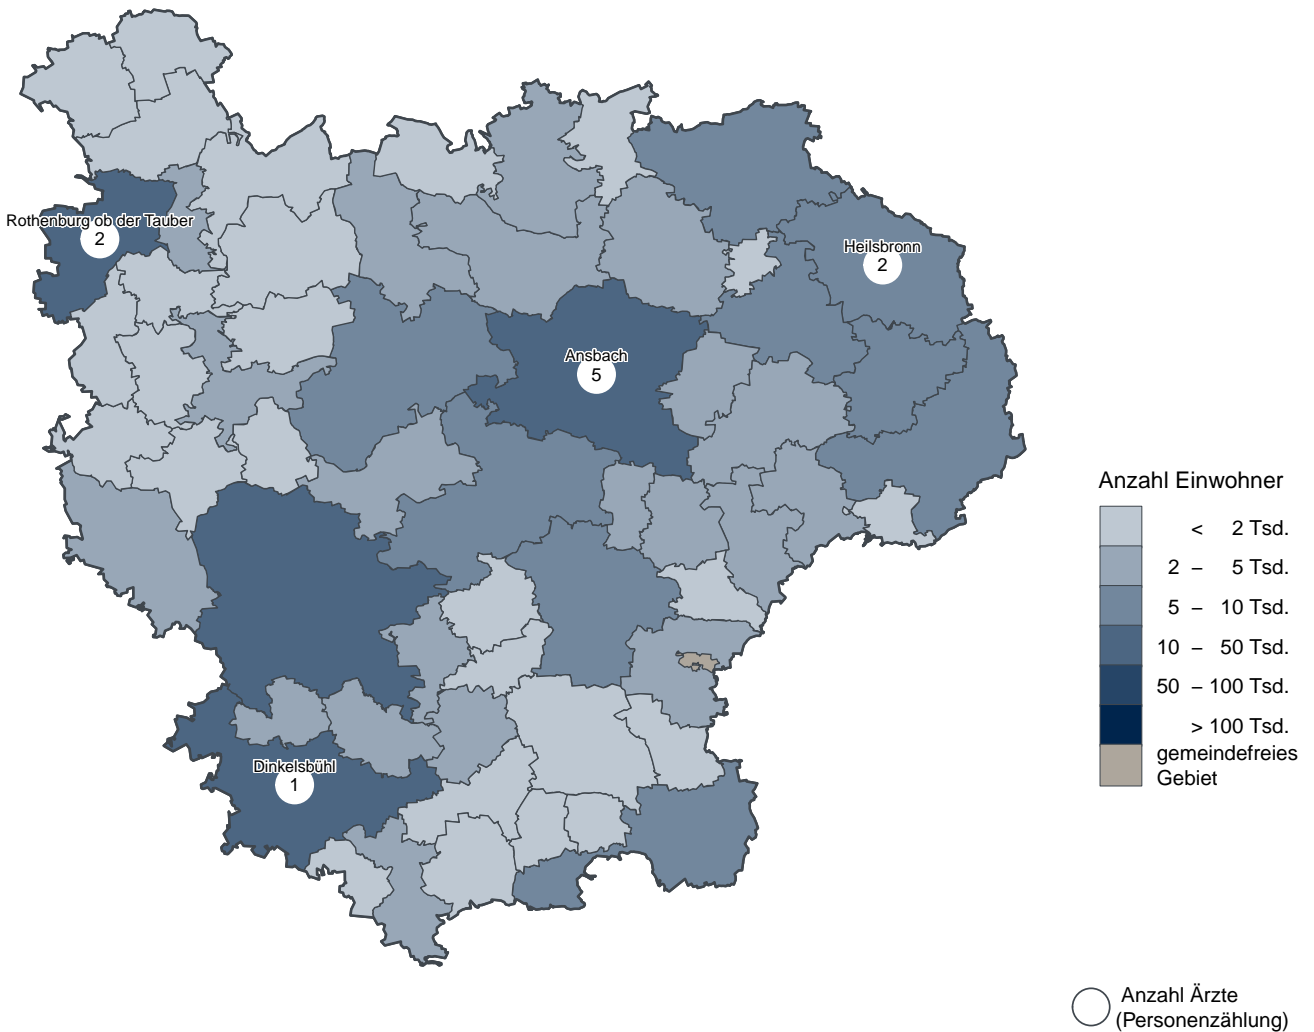 Rothenburg ob der Tauber
2
Heilsbronn
2
Ansbach
5
Dinkelsbühl
1
Anzahl Einwohner
< 2 Tsd.
2 – 5 Tsd.
5 – 10 Tsd.
10 – 50 Tsd.
50 – 100 Tsd.
> 100 Tsd.
gemeindefreies
Gebiet
Anzahl Ärzte
(Personenzählung)